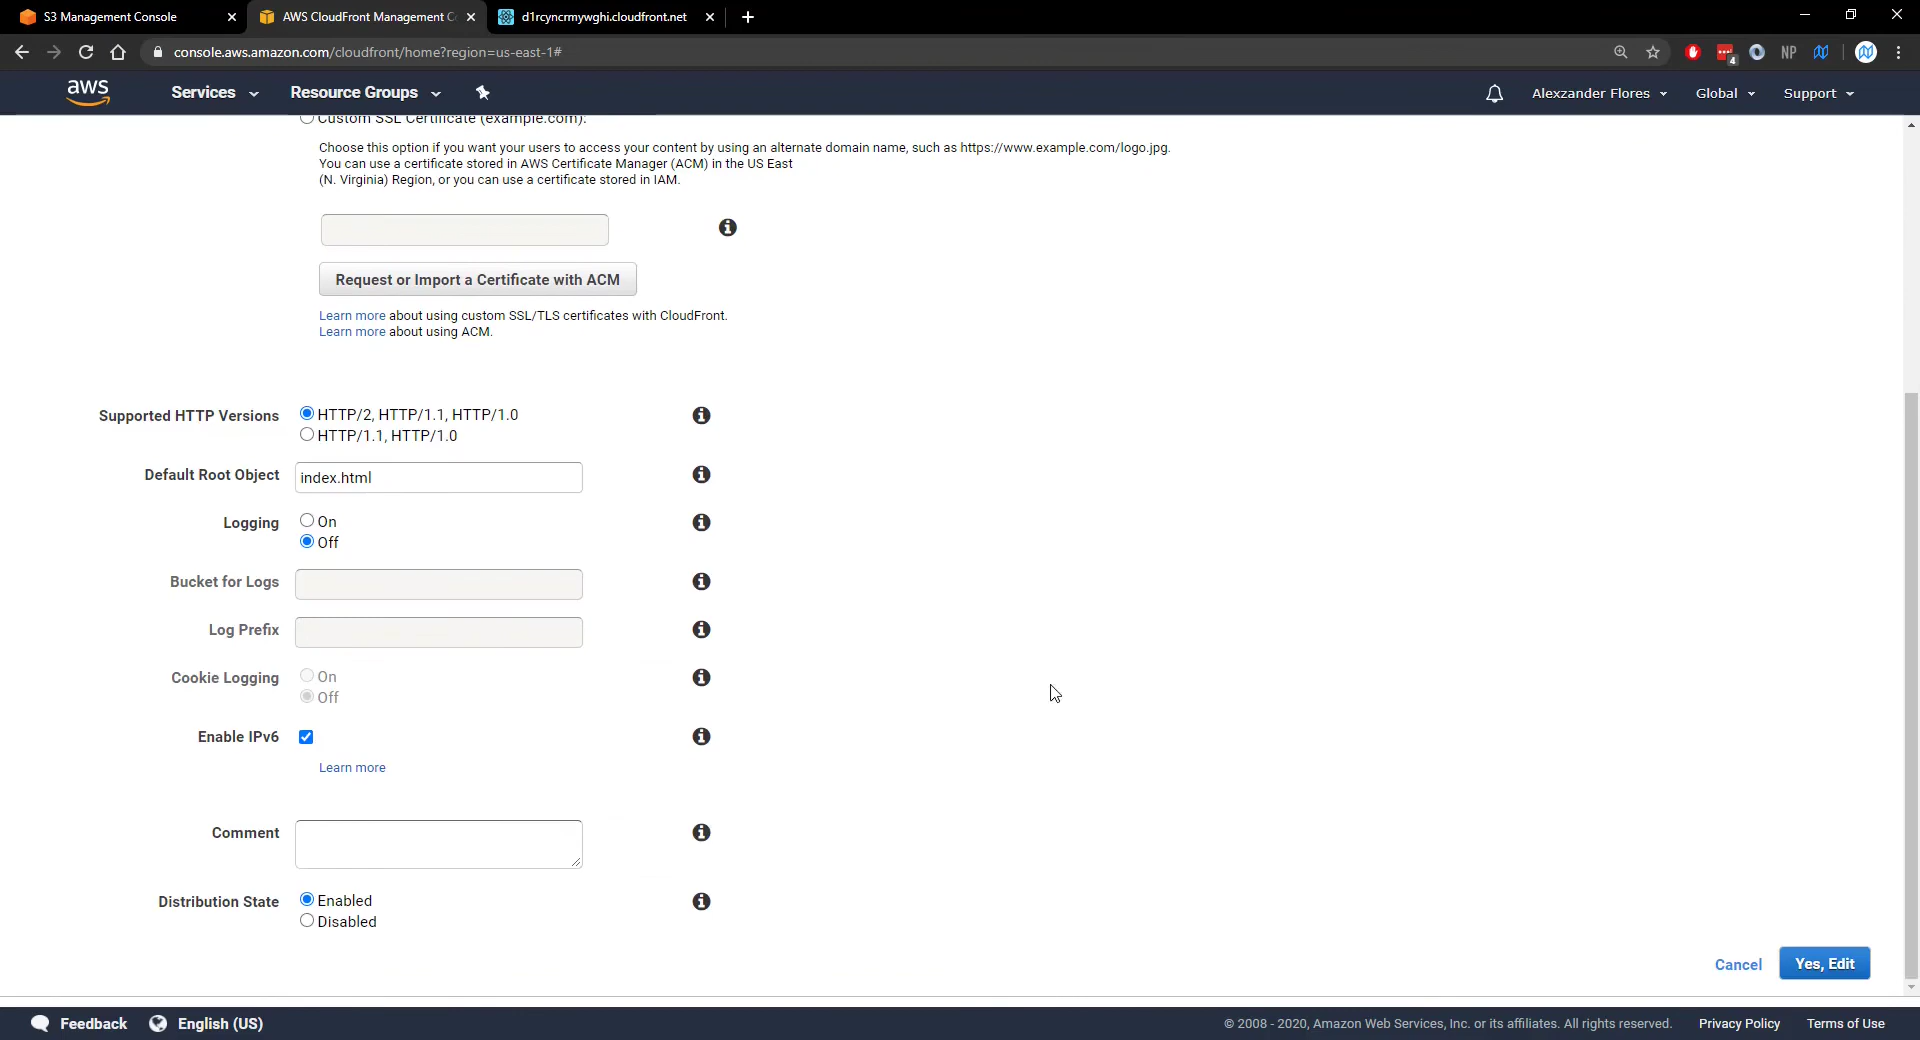 S3 Management Console
AWS CloudFront Management C
d1rcyncrmywghi.cloudfront.net
console.aws.amazon.com/cloudfront/home?region=us-east-1#
4
NP
aws
Services
Resource Groups
Alexzander Flores
Global
Support
Custom SSL Certificate (example.com):
Choose this option if you want your users to access your content by using an alternate domain name, such as https://www.example.com/logo.jpg.
You can use a certificate stored in AWS Certificate Manager (ACM) in the US East
(N. Virginia) Region, or you can use a certificate stored in IAM.
Request or Import a Certificate with ACM
Learn more about using custom SSL/TLS certificates with CloudFront.
Learn more about using ACM.
Supported HTTP Versions
HTTP/2, HTTP/1.1, HTTP/1.0
HTTP/1.1, HTTP/1.0
Default Root Object
index.html
Logging
On
Off
Bucket for Logs
Log Prefix
Cookie Logging
On
Off
Enable IPv6
Learn more
Comment
Distribution State
Enabled
Disabled
Cancel
Yes, Edit
Feedback
English (US)
© 2008 - 2020, Amazon Web Services, Inc. or its affiliates. All rights reserved.
Privacy Policy
Terms of Use